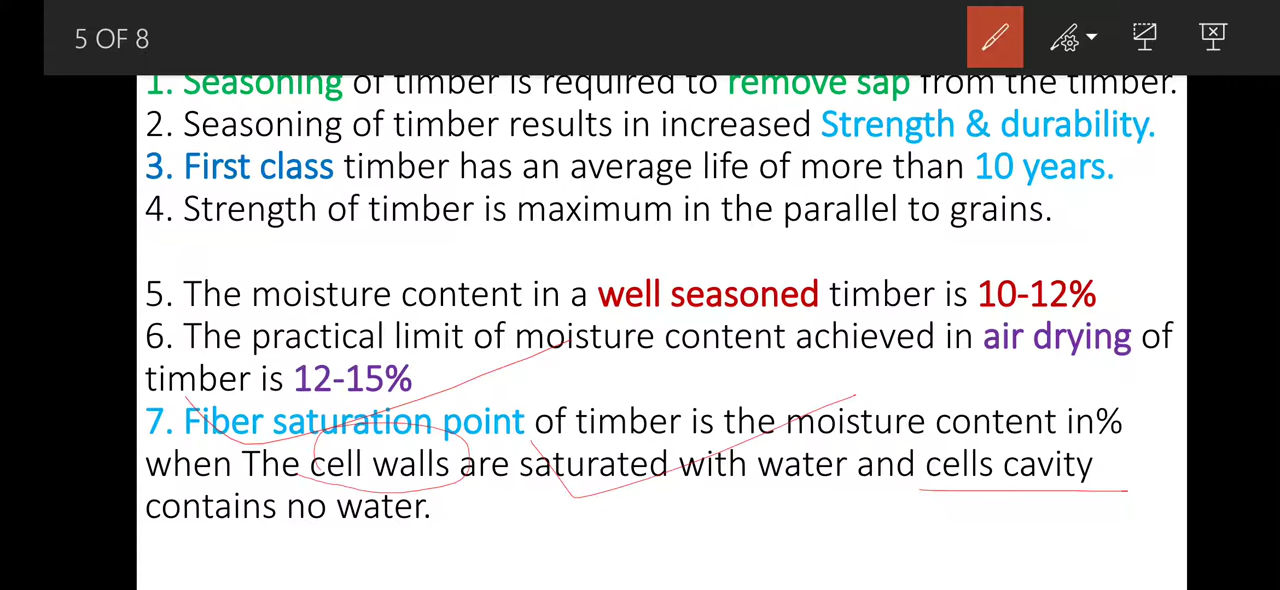 5 OF 8
1. Seasoning of timber is required to remove sap from the timber.
2. Seasoning of timber results in increased Strength & durability.
3. First class timber has an average life of more than 10 years.
4. Strength of timber is maximum in the parallel to grains.
5. The moisture content in a well seasoned timber is 10-12%
6. The practical limit of moisture content achieved in air drying of
timber is 12-15%
7. Fiber saturation point of timber is the moisture content in%
when The cell walls are saturated with water and cells cavity
contains no water.